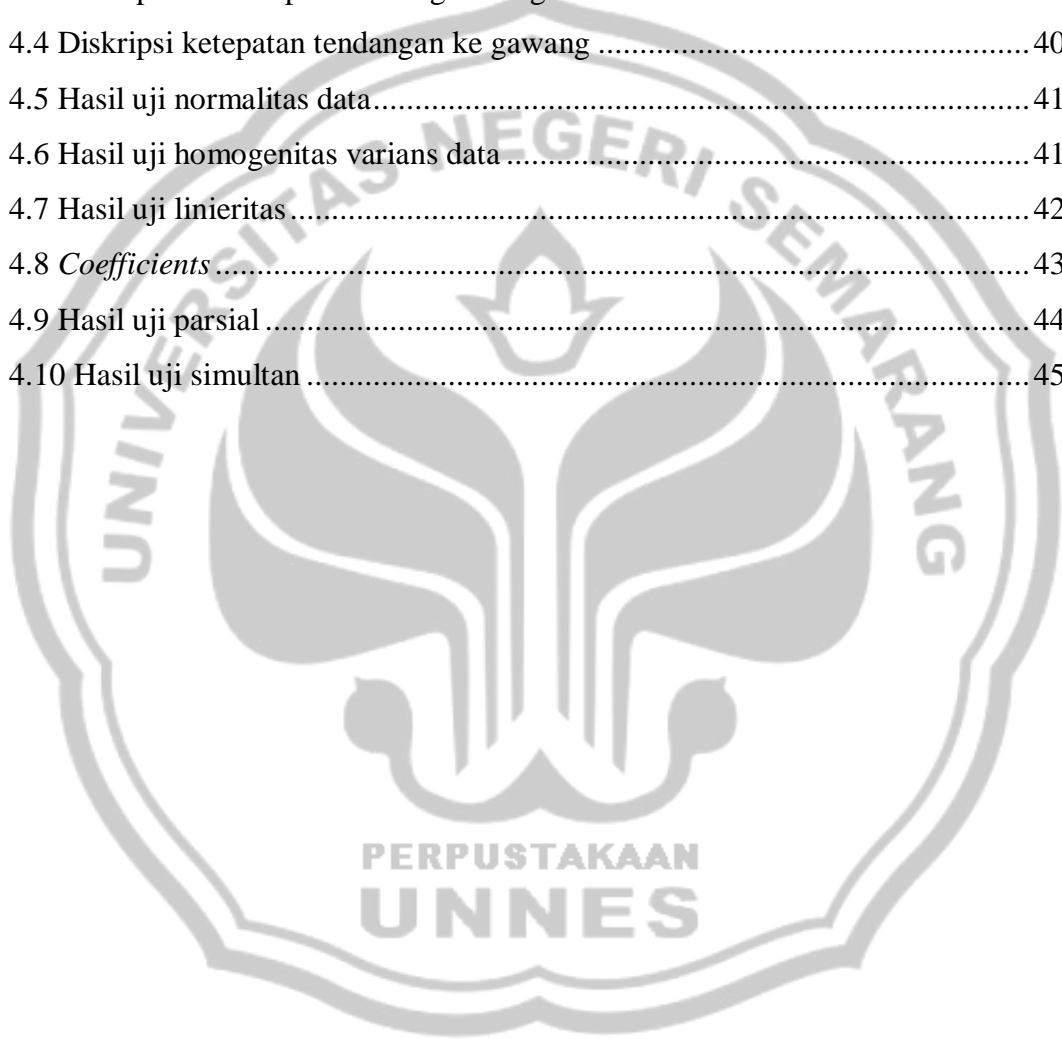 4.4 Diskripsi ketepatan tendangan ke gawang ...................................................... 40
4.5 Hasil uji normalitas data................................................................................... 41
4.6 Hasil uji homogenitas varians data .................................................................. 41
4.7 Hasil uji linieritas ............................................................................................. 42
4.8 Coefficients ...................................................................................................... 43
4.9 Hasil uji parsial ................................................................................................ 44
4.10 Hasil uji simultan ........................................................................................... 45
UNIVERSITAS NEGERI SEMARANG
PERPUSTAKAAN
UNNES